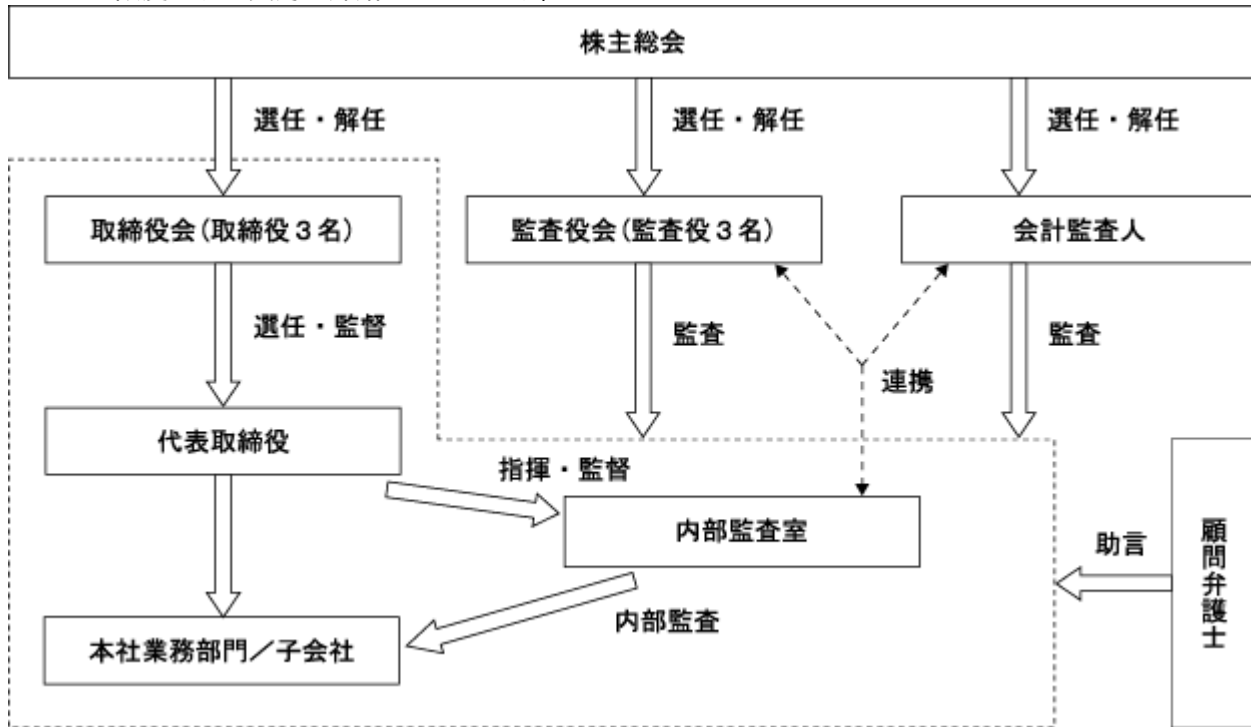 株主総会
選任・解任
選任・解任
選任・解任
取締役会(取締役3名)
監査役会(監査役3名)
会計監査人
選任・監督
監査
監査
連携
代表取締役
指揮・監督
内部監査室
助言
顧問弁護士
内部監査
本社業務部門/子会社